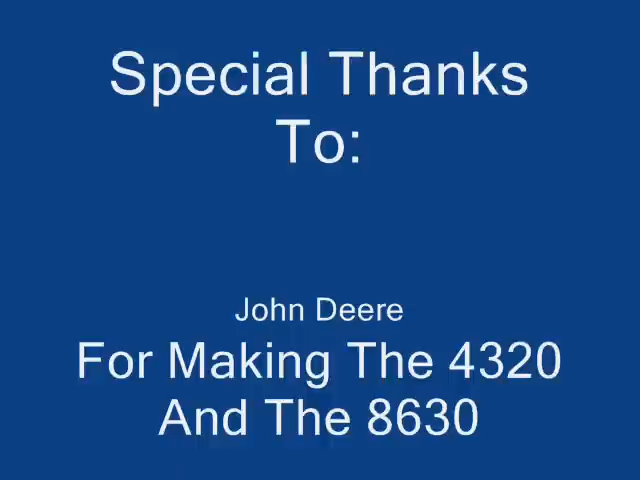 Special Thanks
To:
John Deere
For Making The 4320
And The 8630